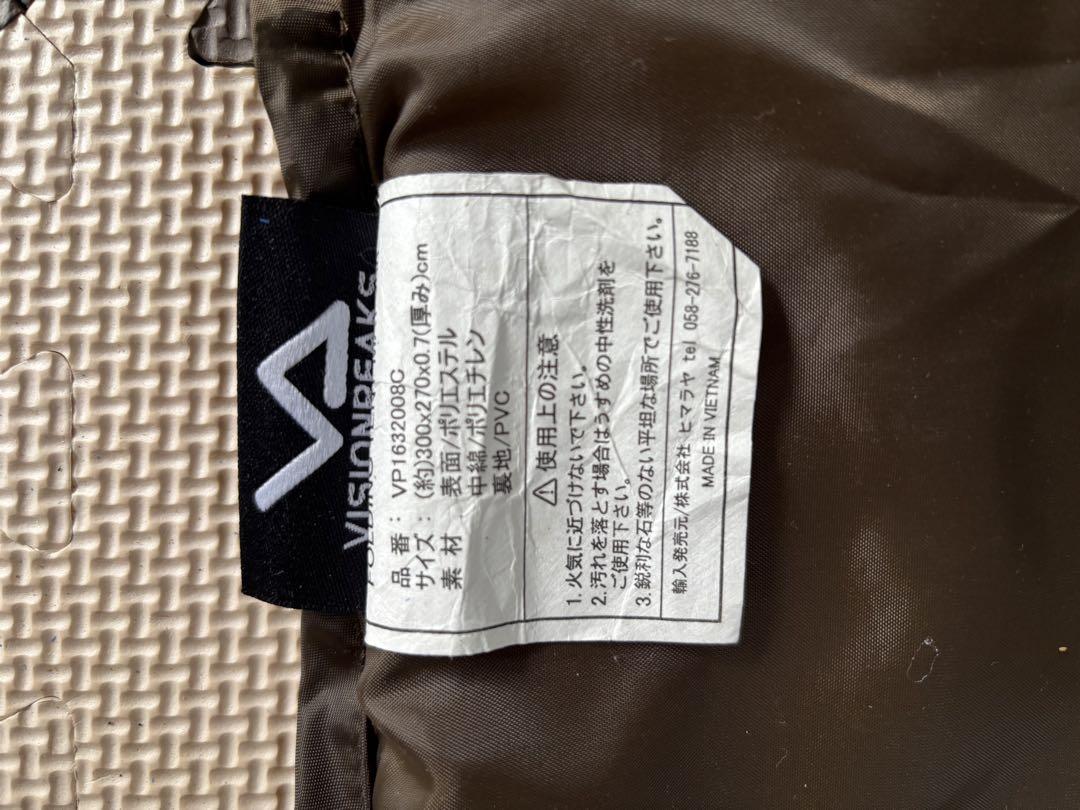 VISIONPEAKS
品番: VP1632008C
サイズ: (約)300x270x0.7(厚み)cm
素材: 表面/ポリエステル
中綿/ポリエチレン
裏地/PVC
⚠使用上の注意
1.火気に近づけないで下さい。
2.汚れを落とす場合はうすめの中性洗剤を
ご使用下さい。
3.鋭利な石等のない平坦な場所でご使用下さい。
輸入発売元/株式会社 ヒマラヤ tel 058-276-7188
MADE IN VIETNAM